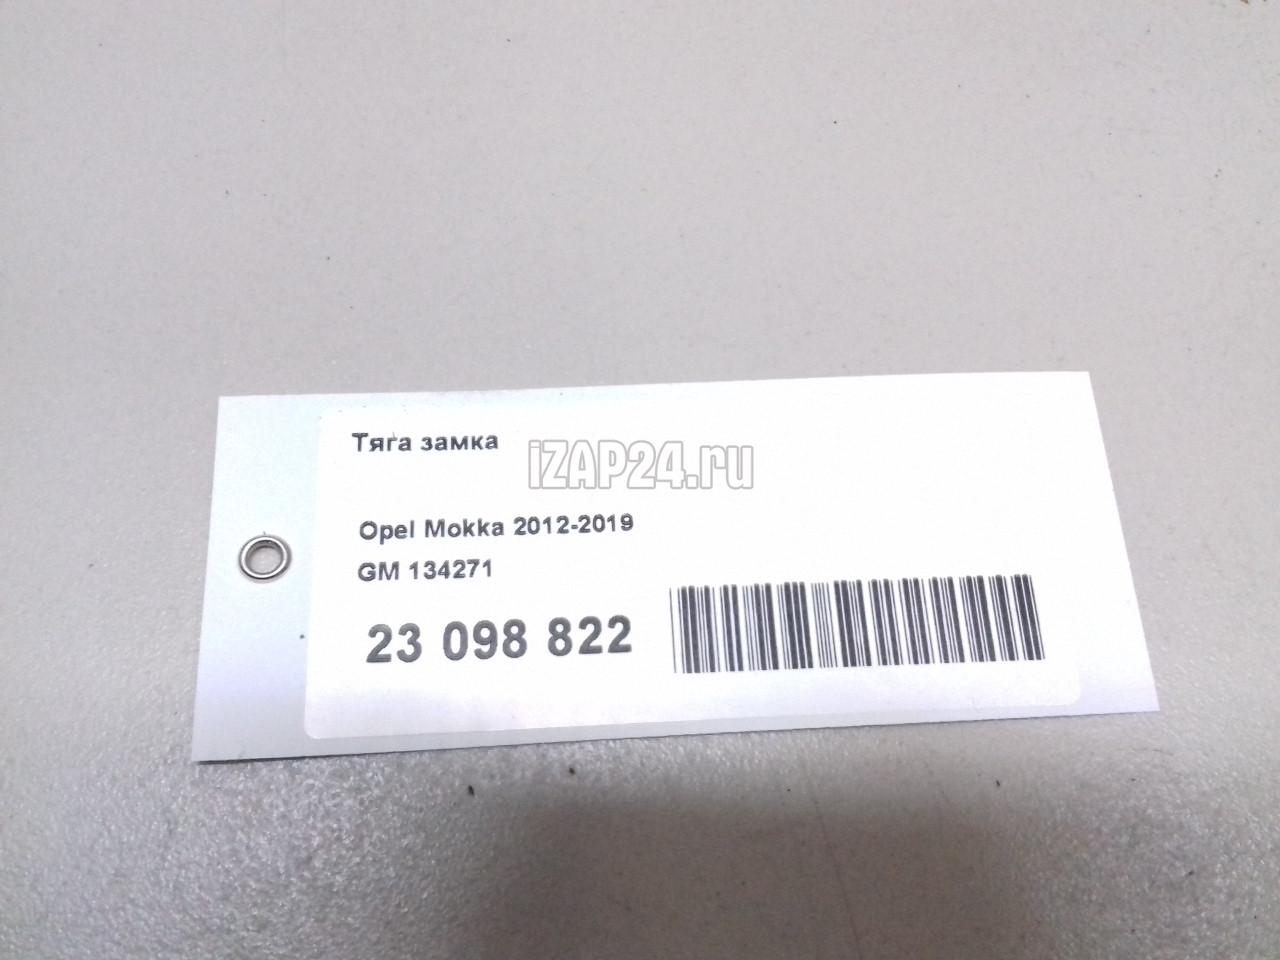 Тяга замка
iZAP24.ru
Opel Mokka 2012-2019
GM 134271
23 098 822